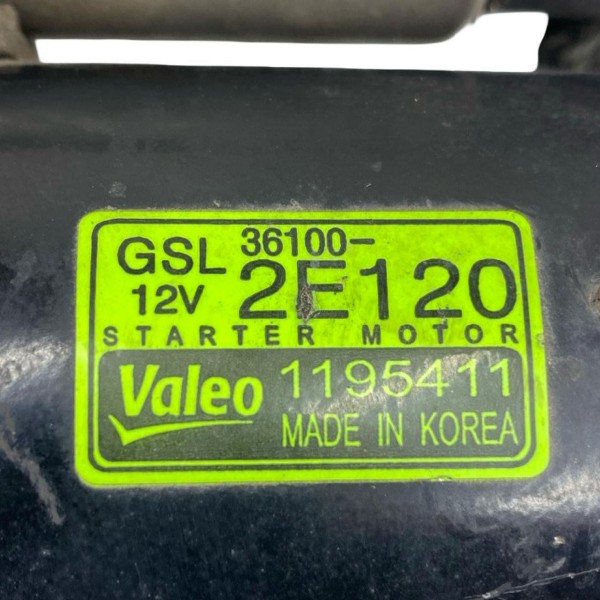 GSL 36100-
12V 2E120
STARTER MOTOR
Valeo 1195411
MADE IN KOREA